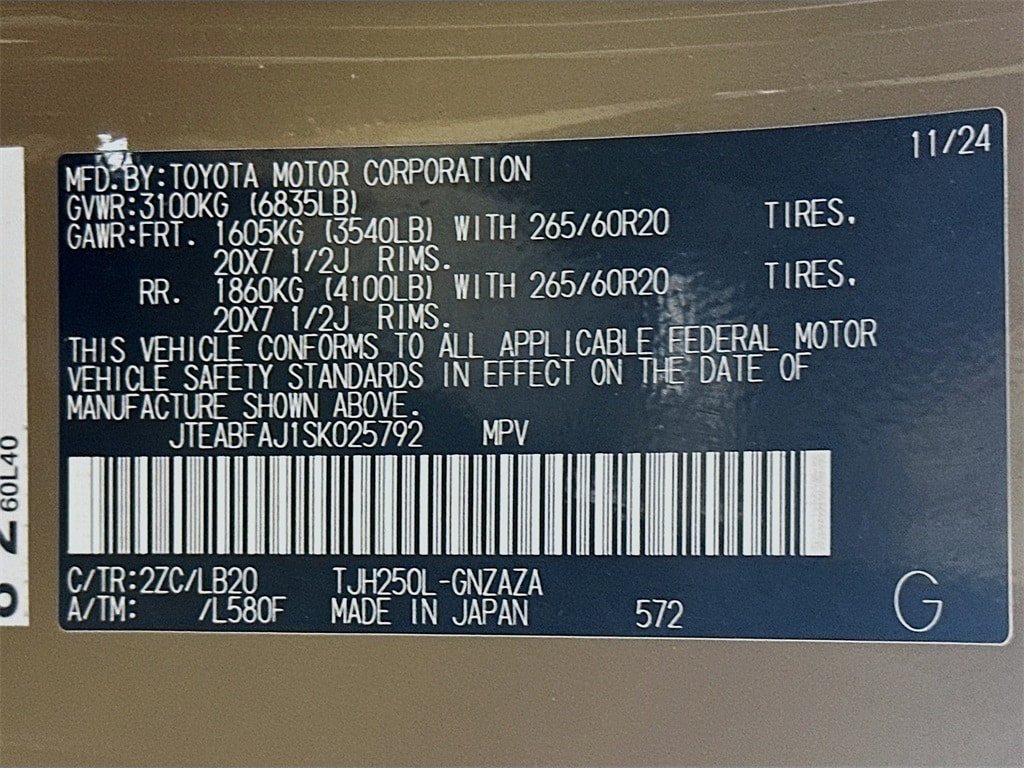 11/24
MFD.BY:TOYOTA MOTOR CORPORATION
GVWR:3100KG (6835LB)
GAWR:FRT. 1605KG (3540LB) WITH 265/60R20 TIRES.
20X7 1/2J RIMS.
RR. 1860KG (4100LB) WITH 265/60R20 TIRES.
20X7 1/2J RIMS.
THIS VEHICLE CONFORMS TO ALL APPLICABLE FEDERAL MOTOR
VEHICLE SAFETY STANDARDS IN EFFECT ON THE DATE OF
MANUFACTURE SHOWN ABOVE.
JTEABFAJ1SK025792 MPV
C/TR:2ZC/LB20 TJH250L-GNZAZA
A/TM: /L580F MADE IN JAPAN 572 G
60L40